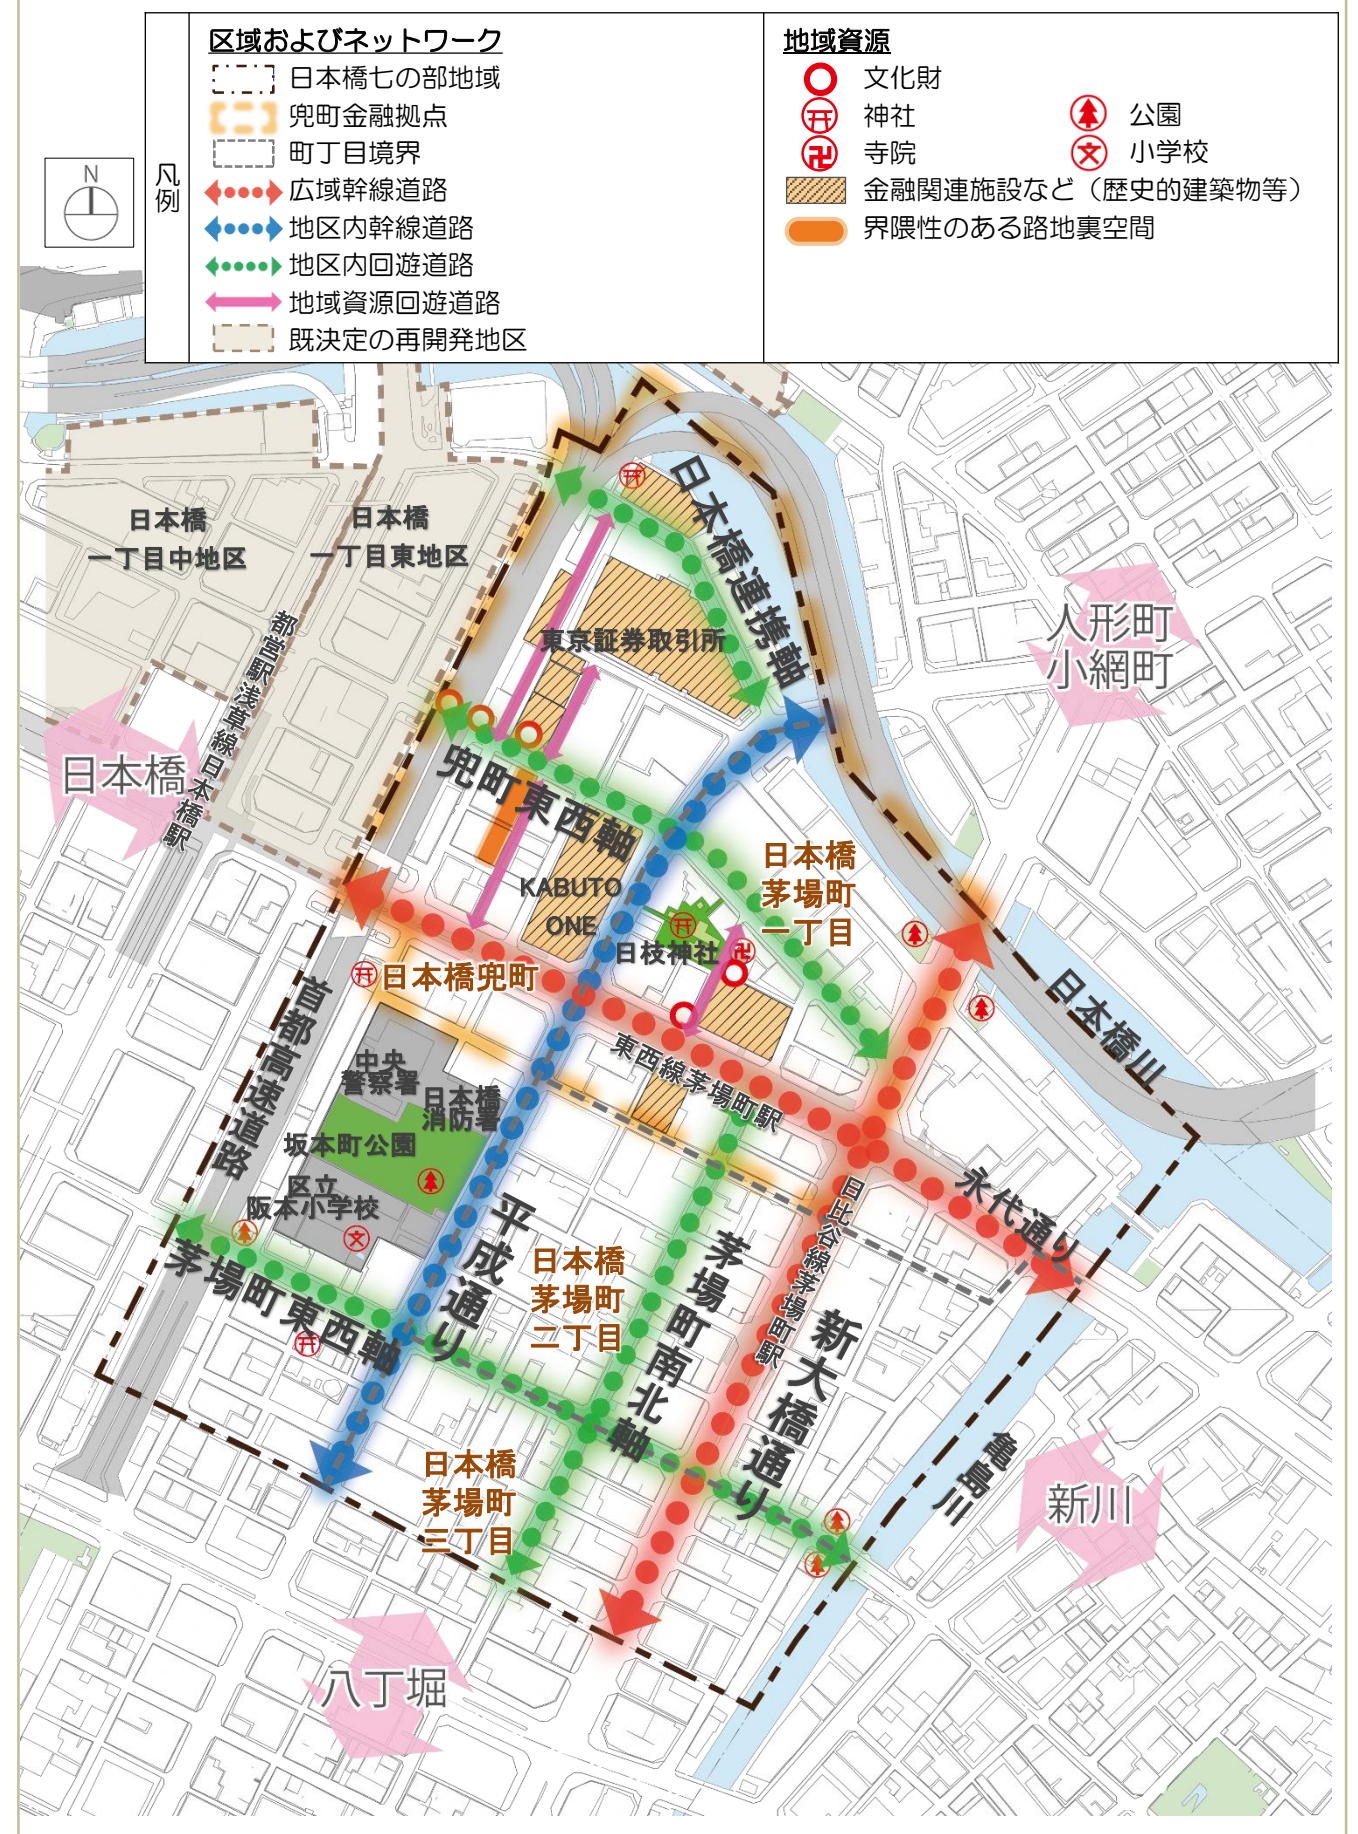 区域およびネットワーク
日本橋七の部地域
兜町金融拠点
町丁目境界
広域幹線道路
地区内幹線道路
地区内回遊道路
地域資源回遊道路
既決定の再開発地区
地域資源
文化財
神社
公園
寺院
小学校
金融関連施設など（歴史的建築物等）
界隈性のある路地裏空間
凡例
N
日本橋
一丁目中地区
日本橋
一丁目東地区
日本橋連携軸
人形町
小網町
東京証券取引所
都営駅浅草線日本橋駅
日本橋
兜町東西軸
KABUTO
ONE
日本橋
茅場町
一丁目
日枝神社
日本橋兜町
首都高速道路
日本橋川
中央
警察署
日本橋
消防署
東西線茅場町駅
坂本町公園
区立
阪本小学校
永代通り
日比谷線茅場町駅
平成通り
茅場町東西軸
日本橋
茅場町
二丁目
茅場町南北軸
新大橋通り
亀島川
日本橋
茅場町
三丁目
新川
八丁堀